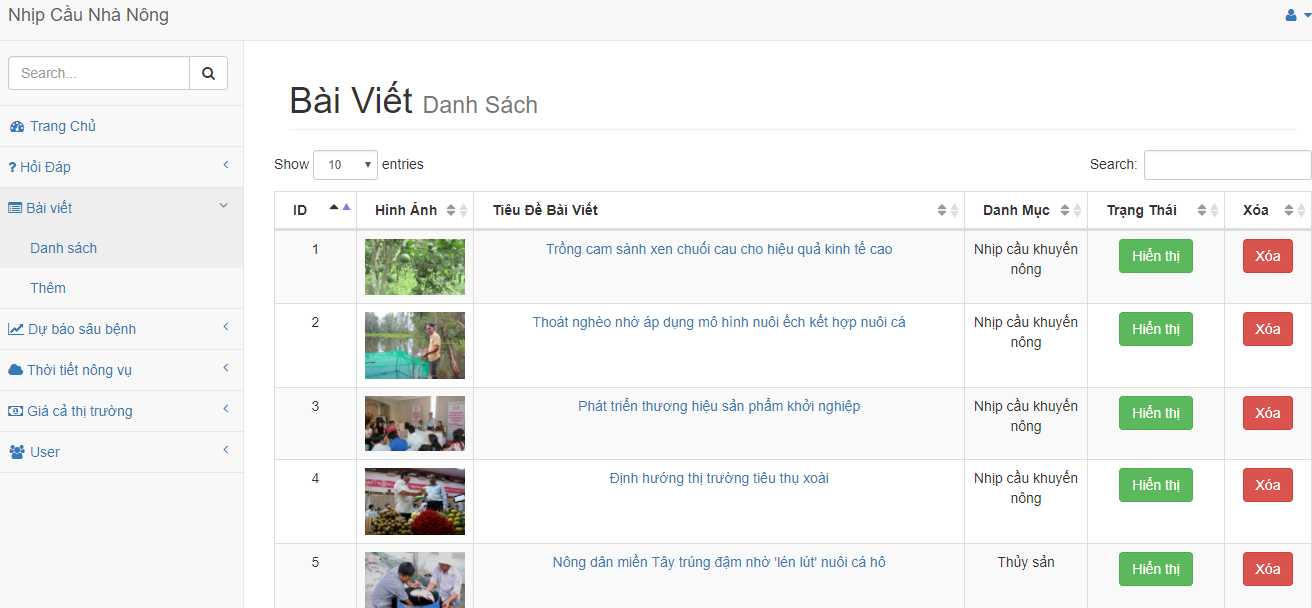 Nhịp Cầu Nhà Nông
Search...
Trang Chủ
? Hỏi Đáp
Bài viết
Danh sách
Thêm
Dự báo sâu bệnh
Thời tiết nông vụ
Giá cả thị trường
User
Bài Viết Danh Sách
Show 10 entries
Search:
ID Hình Ảnh Tiêu Đề Bài Viết Danh Mục Trạng Thái Xóa
1 Trồng cam sành xen chuối cau cho hiệu quả kinh tế cao Nhịp cầu khuyến Hiển thị Xóa
nông
2 Thoát nghèo nhờ áp dụng mô hình nuôi ếch kết hợp nuôi cá Nhịp cầu khuyến Hiển thị Xóa
nông
3 Phát triển thương hiệu sản phẩm khởi nghiệp Nhịp cầu khuyến Hiển thị Xóa
nông
4 Định hướng thị trường tiêu thụ xoài Nhịp cầu khuyến Hiển thị Xóa
nông
5 Nông dân miền Tây trúng đậm nhờ 'lén lút' nuôi cá hô Thủy sản Hiển thị Xóa